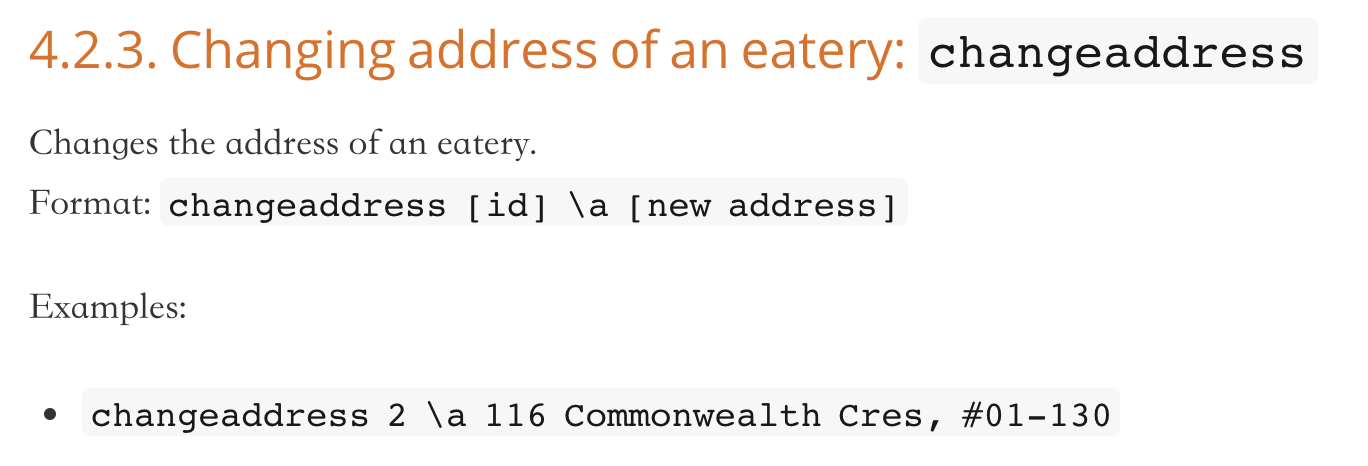 4.2.3. Changing address of an eatery: changeaddress
Changes the address of an eatery.
Format: changeaddress [id] \a [new address]
Examples:
• changeaddress 2 \a 116 Commonwealth Cres, #01-130